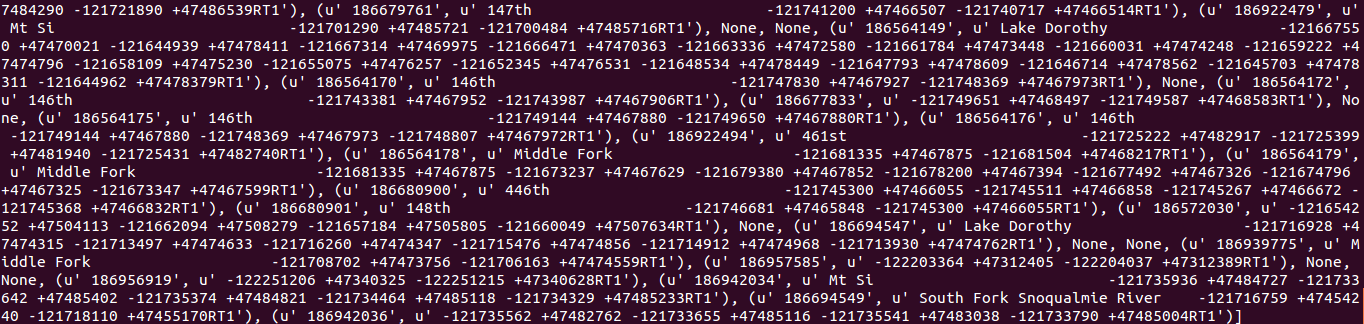 7484290 -121721890 +47486539RT1'), (u' 186679761', u' 147th                          -121741200 +47466507 -121740717 +47466514RT1'), (u' 186922479', u'
 Mt Si                          -121701290 +47485721 -121700484 +47485716RT1'), None, None, (u' 186564149', u' Lake Dorothy                   -12166755
0 +47470021 -121644939 +47478411 -121667314 +47469975 -121666471 +47470363 -121663336 +47472580 -121661784 +47473448 -121660031 +47474248 -121659222 +4
7474796 -121658109 +47475230 -121655075 +47476257 -121652345 +47476531 -121648534 +47478449 -121647793 +47478609 -121646714 +47478562 -121645703 +47478
311 -121644962 +47478379RT1'), (u' 186564170', u' 146th                          -121747830 +47467927 -121748369 +47467973RT1'), None, (u' 186564172',
u' 146th                          -121743381 +47467952 -121743987 +47467906RT1'), (u' 186677833', u' -121749651 +47468497 -121749587 +47468583RT1'), No
ne, (u' 186564175', u' 146th                          -121749144 +47467880 -121749650 +47467880RT1'), (u' 186564176', u' 146th
 -121749144 +47467880 -121748369 +47467973 -121748807 +47467972RT1'), (u' 186922494', u' 461st                          -121725222 +47482917 -121725399
 +47481940 -121725431 +47482740RT1'), (u' 186564178', u' Middle Fork                    -121681335 +47467875 -121681504 +47468217RT1'), (u' 186564179',
 u' Middle Fork                    -121681335 +47467875 -121673237 +47467629 -121679380 +47467852 -121678200 +47467394 -121677492 +47467326 -121674796
+47467325 -121673347 +47467599RT1'), (u' 186680900', u' 446th                          -121745300 +47466055 -121745511 +47466858 -121745267 +47466672 -
121745368 +47466832RT1'), (u' 186680901', u' 148th                          -121746681 +47465848 -121745300 +47466055RT1'), (u' 186572030', u' -1216542
52 +47504113 -121662094 +47508279 -121657184 +47505805 -121660049 +47507634RT1'), None, (u' 186694547', u' Lake Dorothy                   -121716928 +4
7474315 -121713497 +47474633 -121716260 +47474347 -121715476 +47474856 -121714912 +47474968 -121713930 +47474762RT1'), None, None, (u' 186939775', u' M
iddle Fork                    -121708702 +47473756 -121706163 +47474559RT1'), (u' 186957585', u' -122203364 +47312405 -122204037 +47312389RT1'), None,
None, (u' 186956919', u' -122251206 +47340325 -122251215 +47340628RT1'), (u' 186942034', u' Mt Si                          -121735936 +47484727 -121733
642 +47485402 -121735374 +47484821 -121734464 +47485118 -121734329 +47485233RT1'), (u' 186694549', u' South Fork Snoqualmie River    -121716759 +474542
40 -121718110 +47455170RT1'), (u' 186942036', u' -121735562 +47482762 -121733655 +47485116 -121735541 +47483038 -121733790 +47485004RT1')]